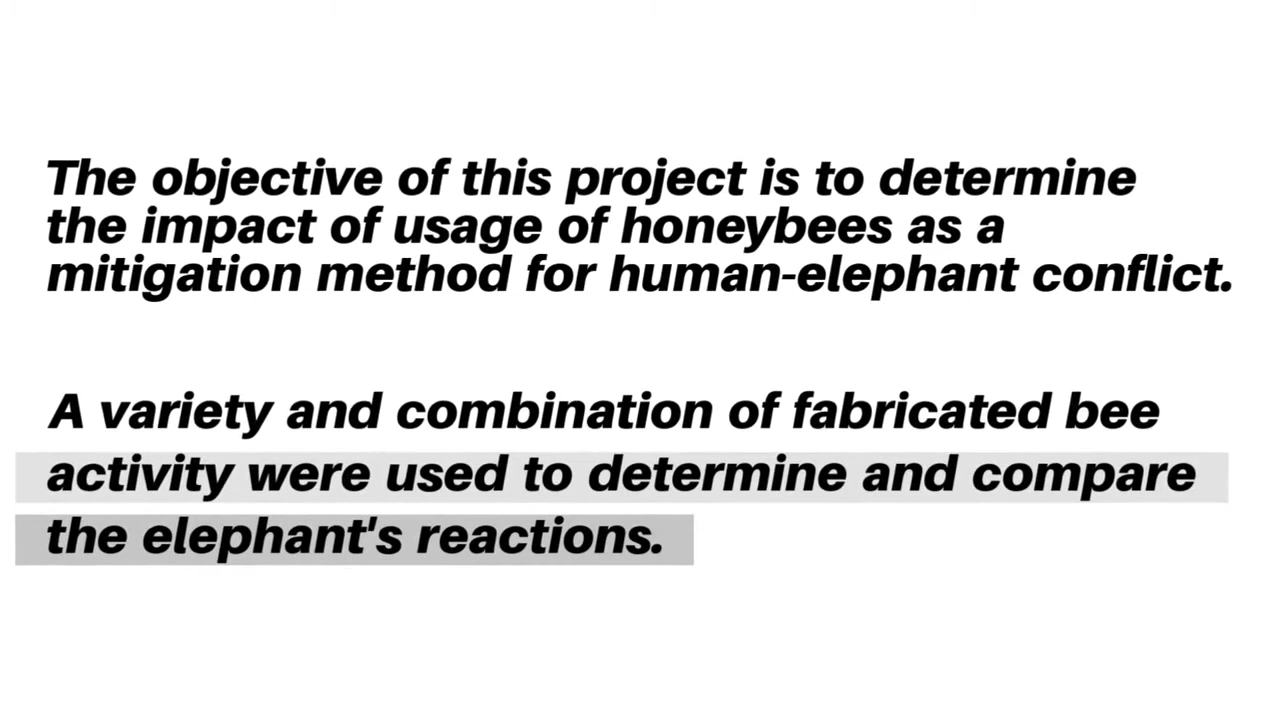 The objective of this project is to determine
the impact of usage of honeybees as a
mitigation method for human-elephant conflict.
A variety and combination of fabricated bee
activity were used to determine and compare
the elephant's reactions.